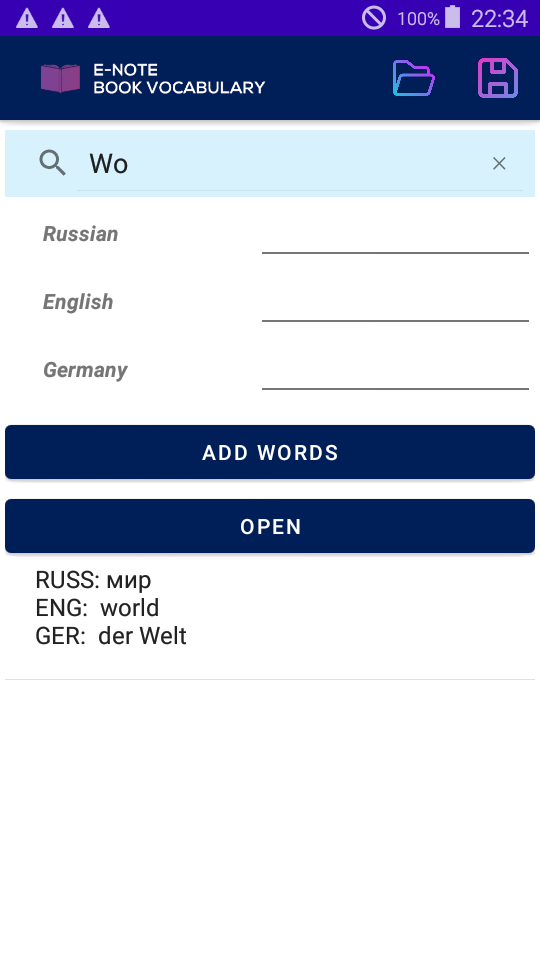 100% 22:34
E-NOTE
BOOK VOCABULARY
Wo
Russian
English
Germany
ADD WORDS
OPEN
RUSS: мир
ENG: world
GER: der Welt